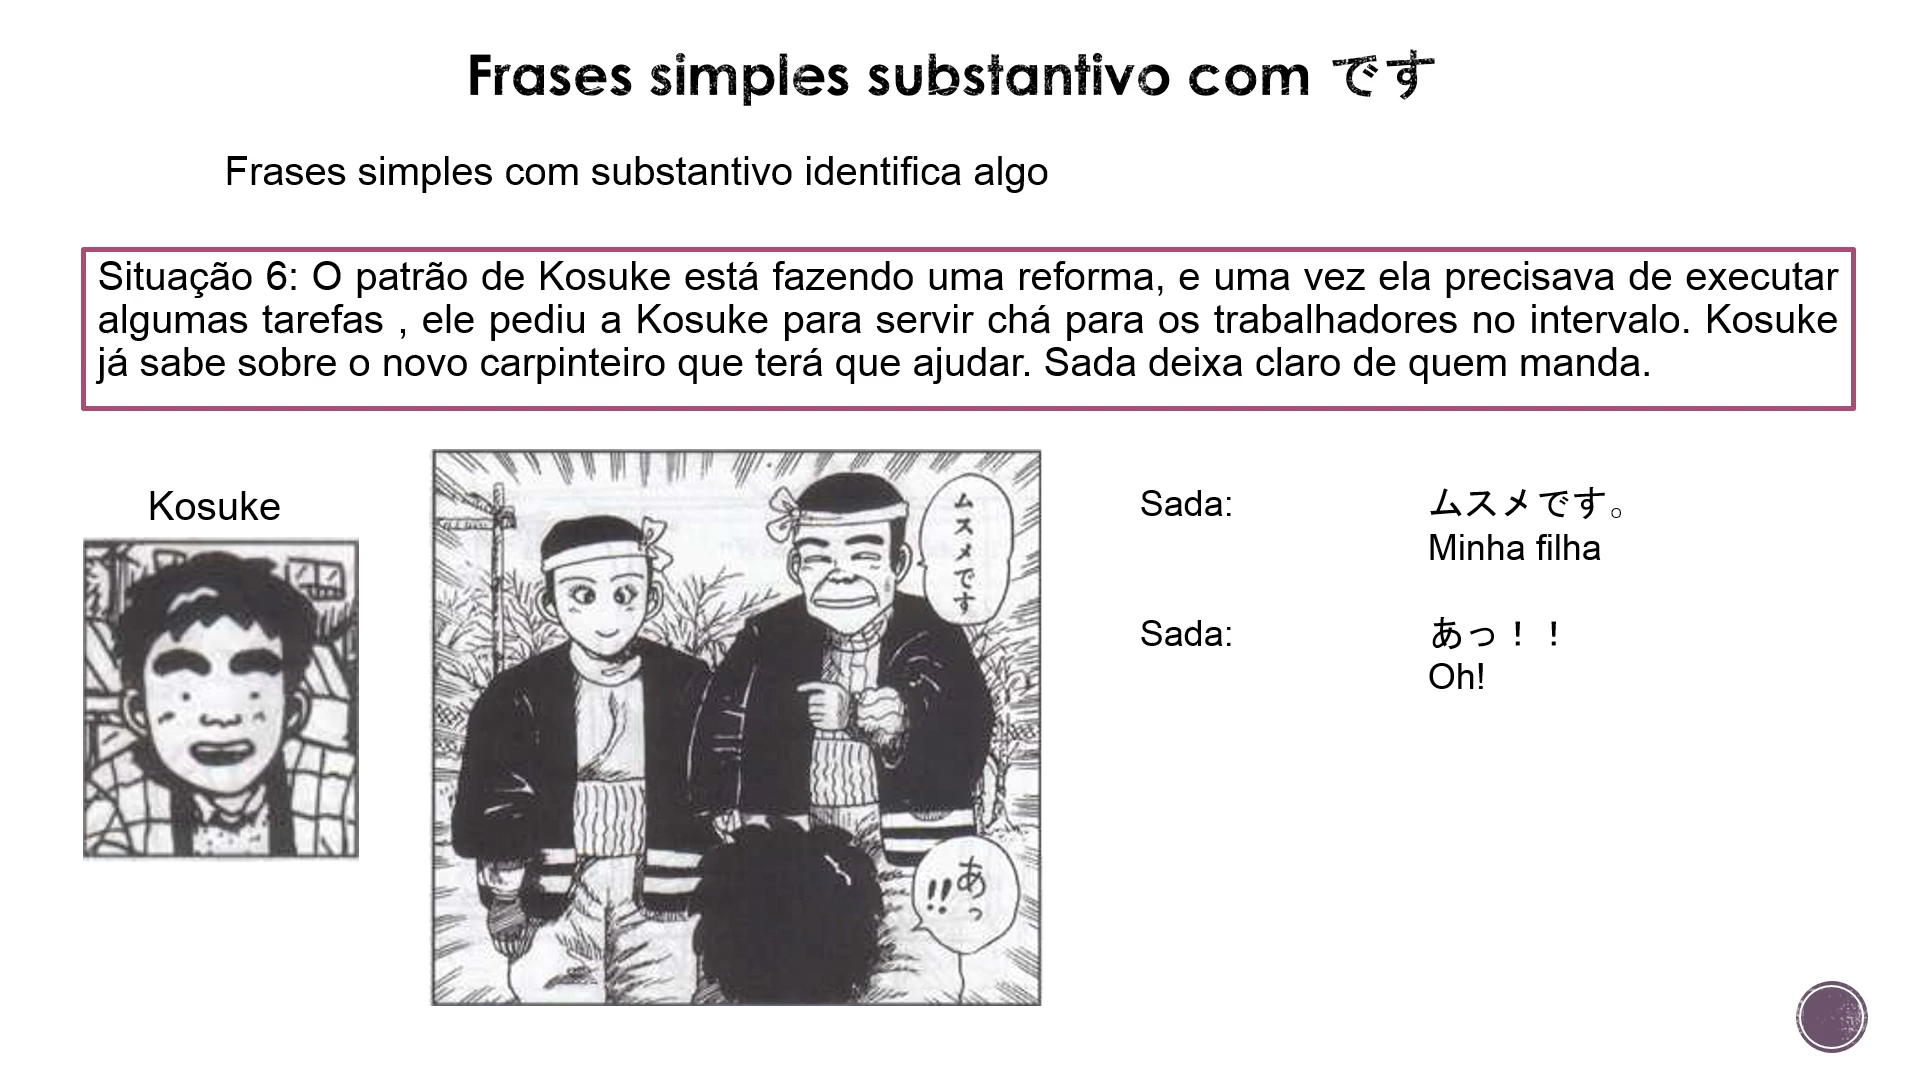 Frases simples substantivo com です
Frases simples com substantivo identifica algo
Situação 6: O patrão de Kosuke está fazendo uma reforma, e uma vez ela precisava de executar
algumas tarefas , ele pediu a Kosuke para servir chá para os trabalhadores no intervalo. Kosuke
já sabe sobre o novo carpinteiro que terá que ajudar. Sada deixa claro de quem manda.
Kosuke
ムスメです
あっ!!
Sada: ムスメです。
Minha filha
Sada: あっ！！
Oh!